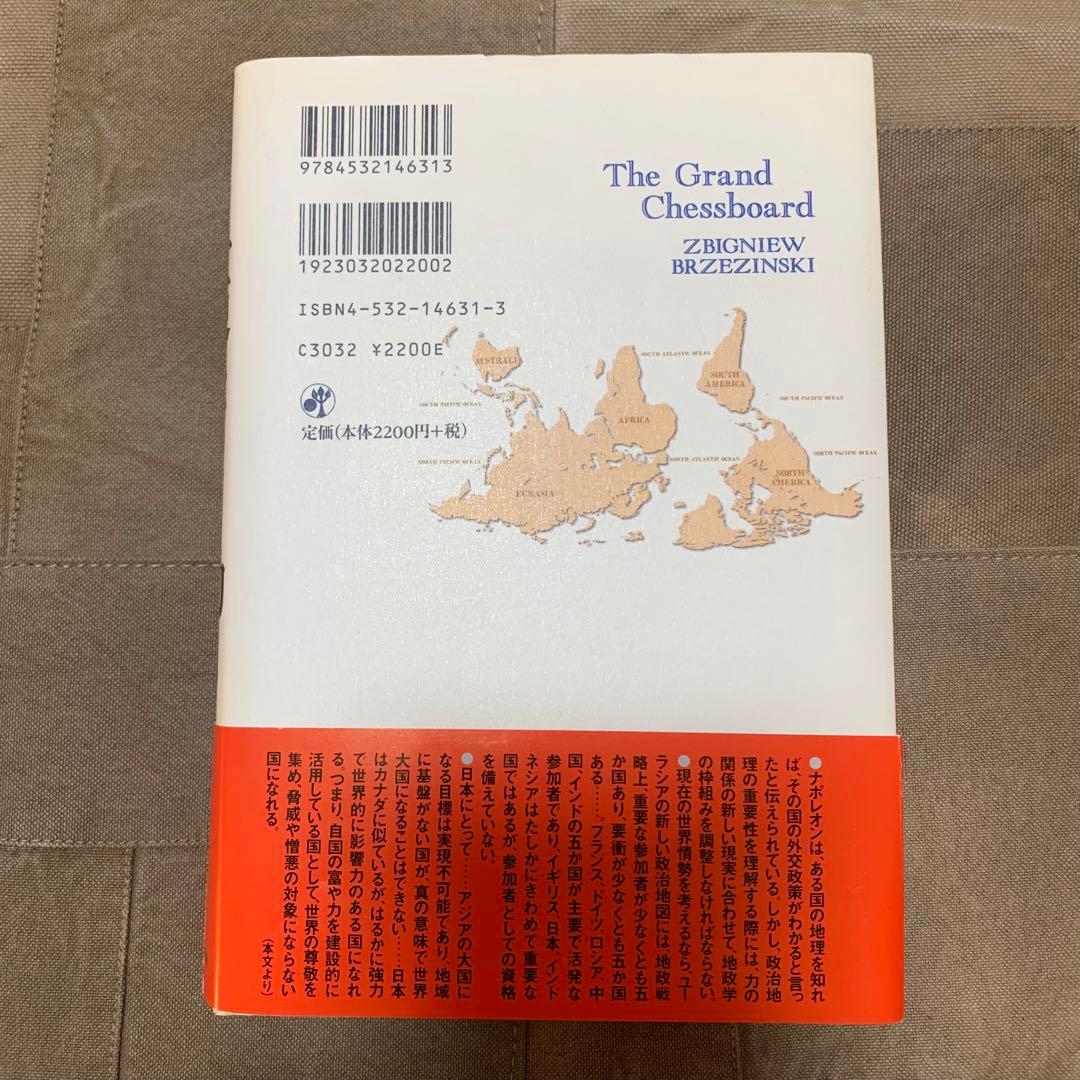 9784532146313
1923032022002
ISBN4-532-14631-3
C3032 ¥2200E
定価(本体2200円+税)
The Grand
Chessboard
ZBIGNIEW
BRZEZINSKI
AUSTRALIA
SOUTH ATLANTIC OCEAN
SOUTH
AMERICA
SOUTH PACIFIC OCEAN
SOUTH PACIFIC OCEAN
AFRICA
NORTH PACIFIC OCEAN
NORTH ATLANTIC OCEAN
NORTH PACIFIC OCEAN
NORTH
AMERICA
EURASIA
●ナポレオンは、ある国の地理を知れ
ば、その国の外交政策がわかると言っ
たと伝えられている。しかし、政治地
理の重要性を理解する際には、力の
関係の新しい現実に合わせて、地政学
の枠組みを調整しなければならない。
●現在の世界情勢を考えるなら、ユー
ラシアの新しい政治地図には、地政戦
略上、重要な参加者が少なくとも五
か国あり、要衝が少なくとも五か国
ある……。フランス、ドイツ、ロシア、中
国、インドの五か国が主要で活発な
参加者であり、イギリス、日本、インド
ネシアはたしかにきわめて重要な
国ではあるが、参加者としての資格
を備えていない。
●日本にとって……、アジアの大国に
なる目標は実現不可能であり、地域
に基盤がない国が、真の意味で世界
大国になることはできない……日本
はカナダに似ているが、はるかに強力
で世界的に影響力のある国になれ
る。つまり、自国の富や力を建設的に
活用している国として、世界の尊敬を
集め、脅威や憎悪の対象にならない
国になれる。
(本文より)